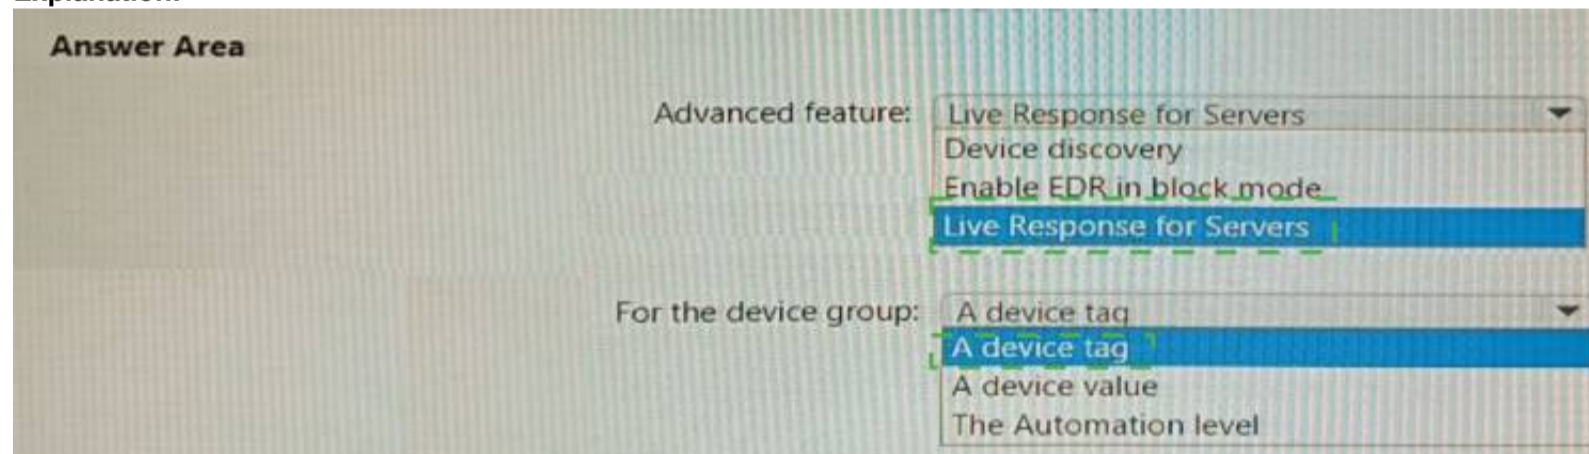 Answer Area
Advanced feature: Live Response for Servers
Device discovery
Enable EDR in block mode
Live Response for Servers
For the device group: A device tag
A device tag
A device value
The Automation level